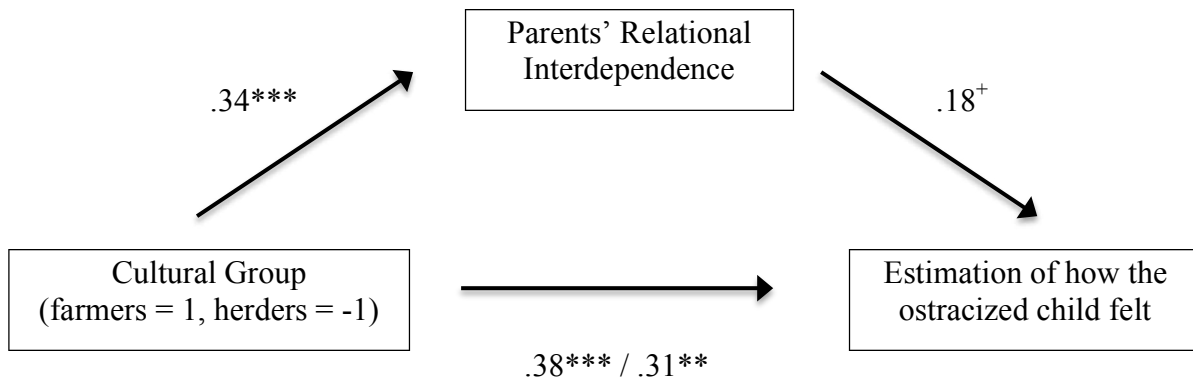 Parents’ Relational
Interdependence
.34***
.18+
Cultural Group
(farmers = 1, herders = -1)
Estimation of how the
ostracized child felt
.38*** / .31**